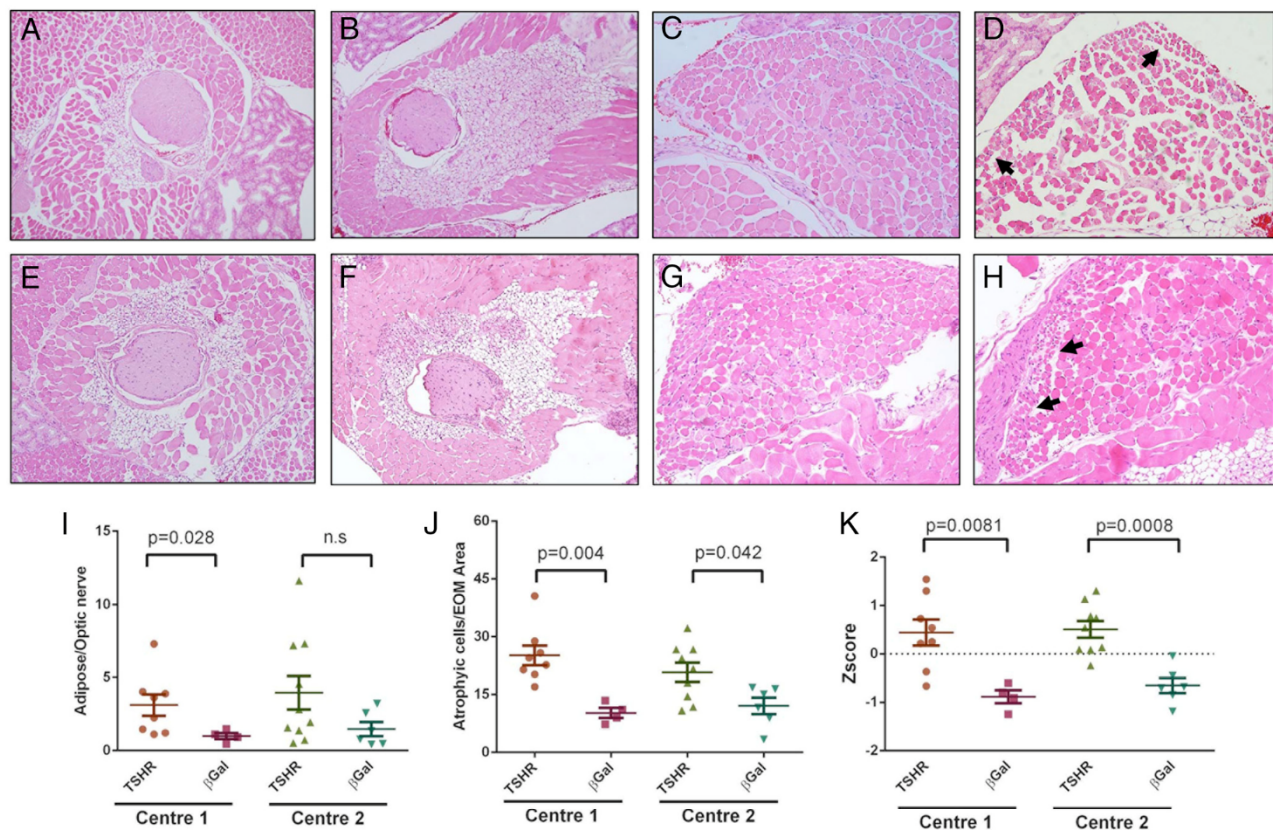 A B C D
E F G H
I
p=0.028 n.s
15
10
5
0
Adipose/Optic nerve
TSHR βGal TSHR βGal
Centre 1 Centre 2
J
p=0.004 p=0.042
60
45
30
15
0
Atrophyic cells/EOM Area
TSHR βGal TSHR βGal
Centre 1 Centre 2
K
p=0.0081 p=0.0008
2
1
0
-1
-2
Zscore
TSHR βGal TSHR βGal
Centre 1 Centre 2